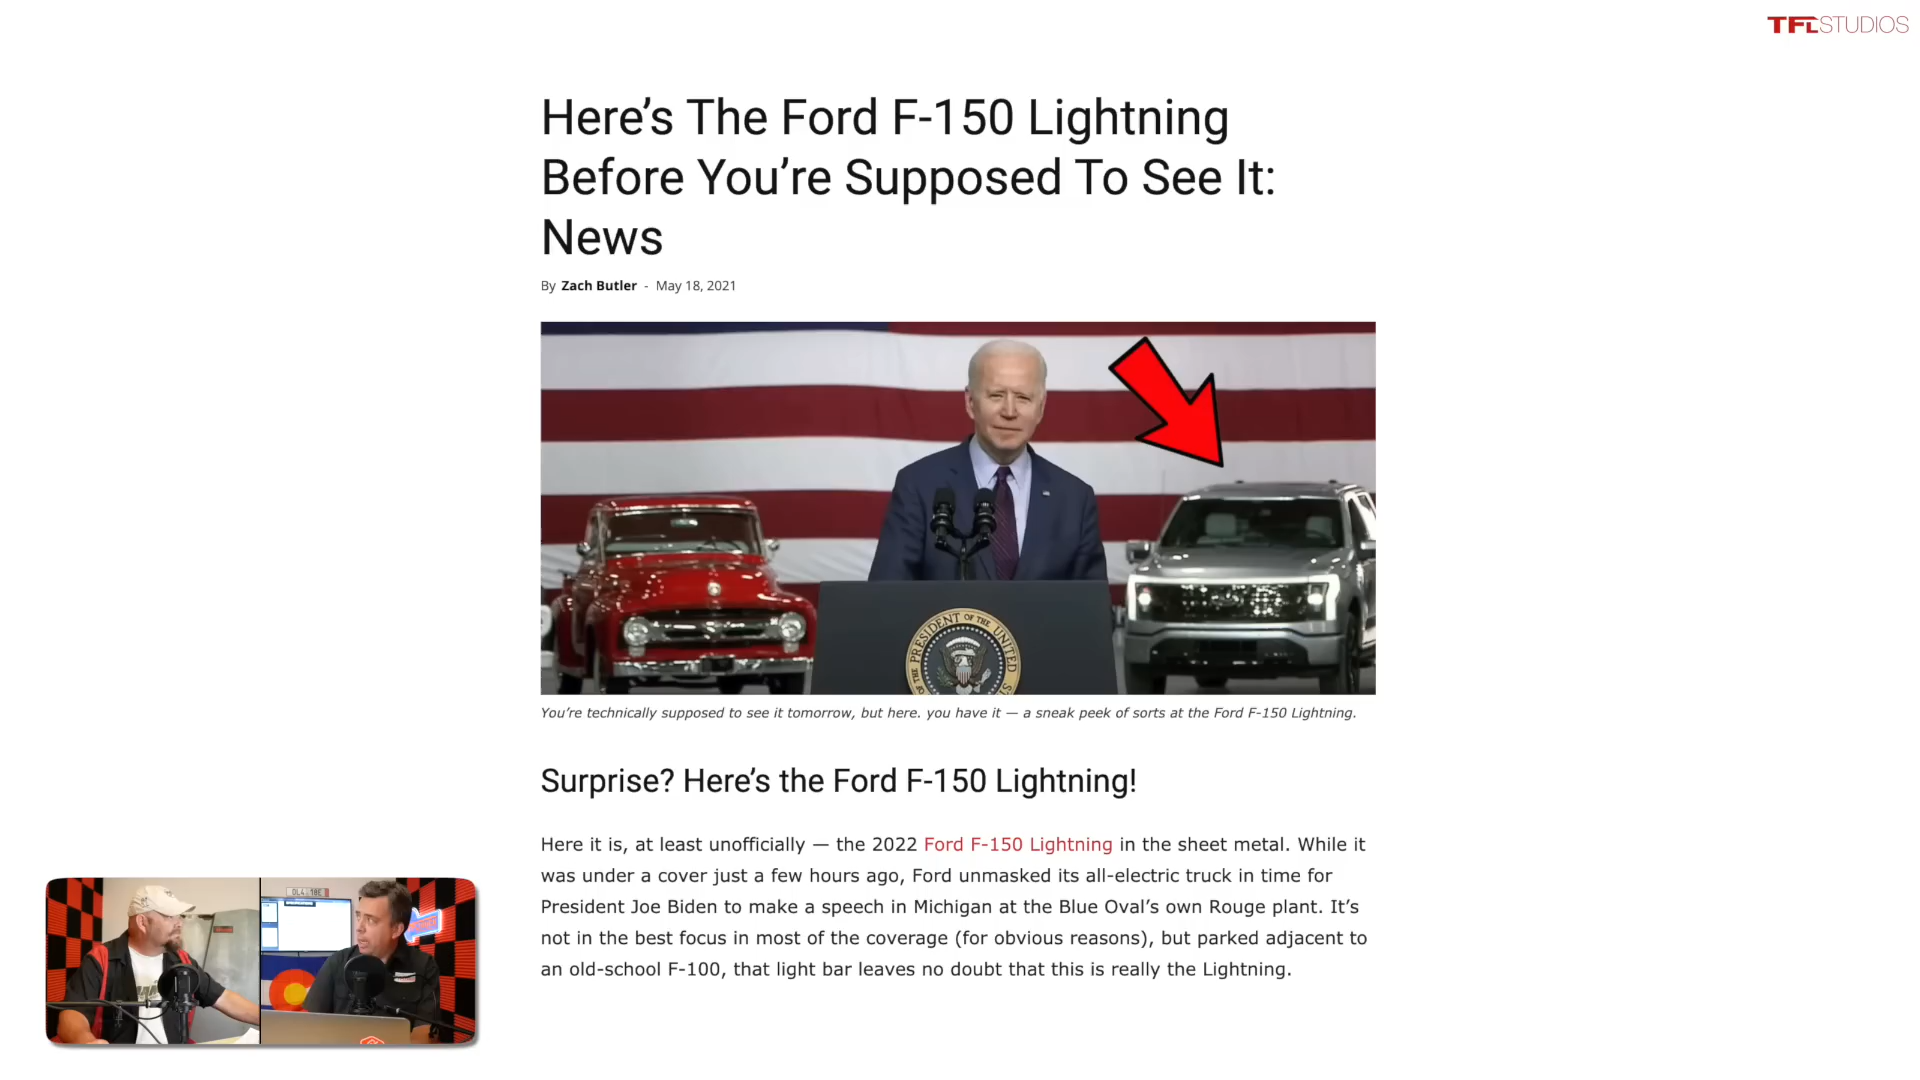 TFLSTUDIOS
Here’s The Ford F-150 Lightning
Before You’re Supposed To See It:
News
By Zach Butler - May 18, 2021
PRESIDENT OF THE UNITED S
OF THE
You’re technically supposed to see it tomorrow, but here. you have it — a sneak peek of sorts at the Ford F-150 Lightning.
Surprise? Here’s the Ford F-150 Lightning!
Here it is, at least unofficially — the 2022 Ford F-150 Lightning in the sheet metal. While it
was under a cover just a few hours ago, Ford unmasked its all-electric truck in time for
President Joe Biden to make a speech in Michigan at the Blue Oval’s own Rouge plant. It’s
not in the best focus in most of the coverage (for obvious reasons), but parked adjacent to
an old-school F-100, that light bar leaves no doubt that this is really the Lightning.